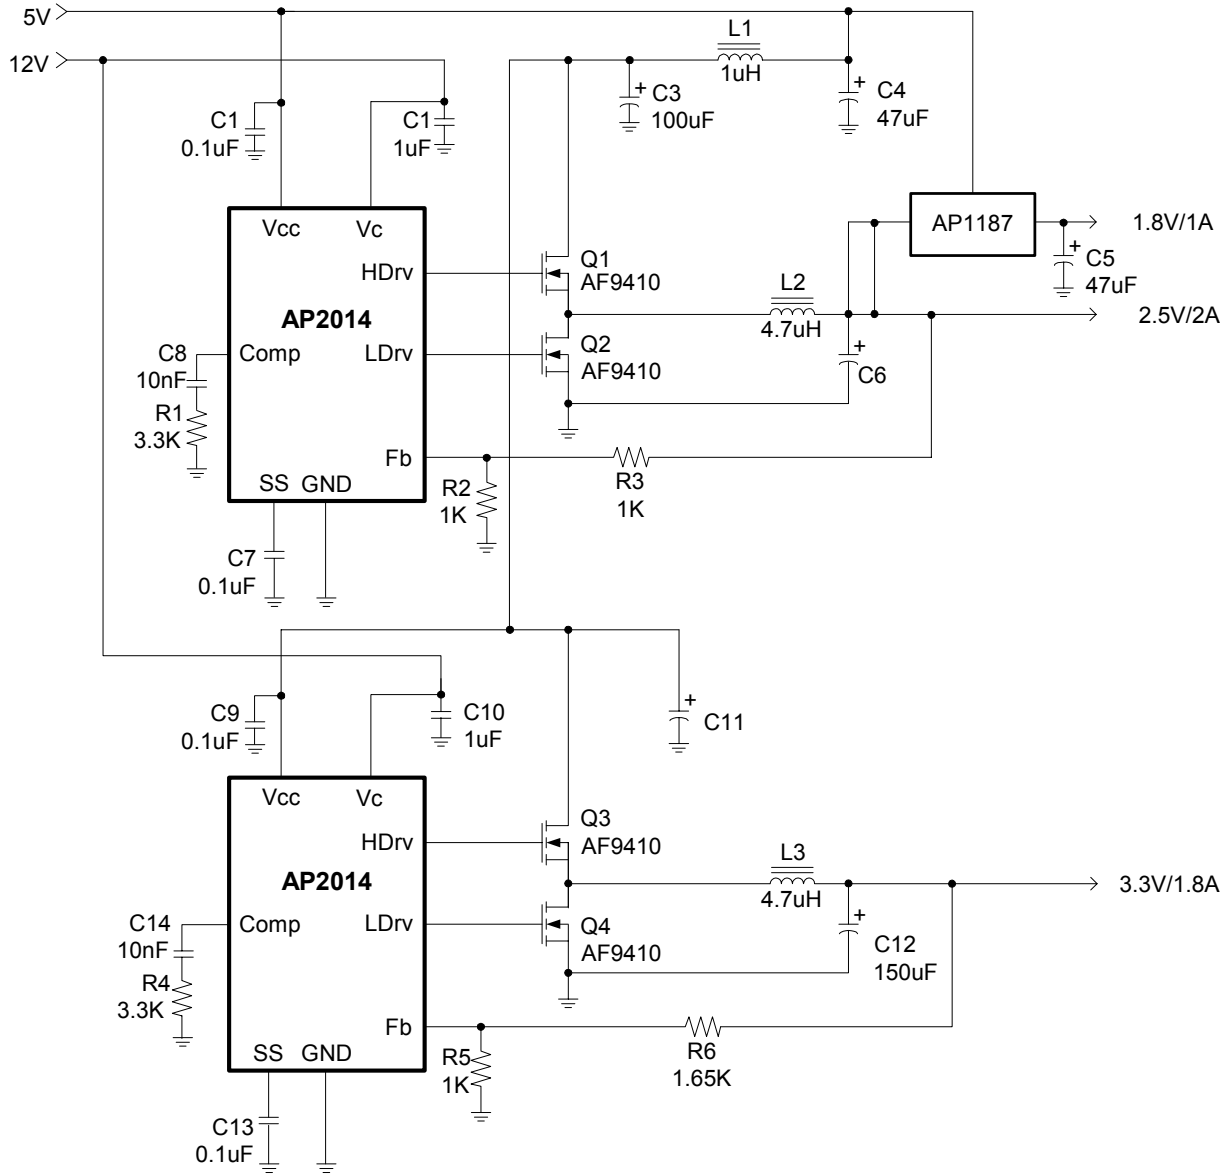 5V
12V
L1
1uH
C3
100uF
+
C4
47uF
+
C1
0.1uF
C1
1uF
Vcc
Vc
HDrv
AP2014
Comp
LDrv
Fb
SS
GND
Q1
AF9410
Q2
AF9410
L2
4.7uH
AP1187
1.8V/1A
+
C5
47uF
2.5V/2A
+
C6
C8
10nF
R1
3.3K
R2
1K
R3
1K
C7
0.1uF
C9
0.1uF
C10
1uF
+
C11
Vcc
Vc
HDrv
AP2014
Comp
LDrv
Fb
SS
GND
Q3
AF9410
Q4
AF9410
L3
4.7uH
3.3V/1.8A
+
C12
150uF
C14
10nF
R4
3.3K
R5
1K
R6
1.65K
C13
0.1uF